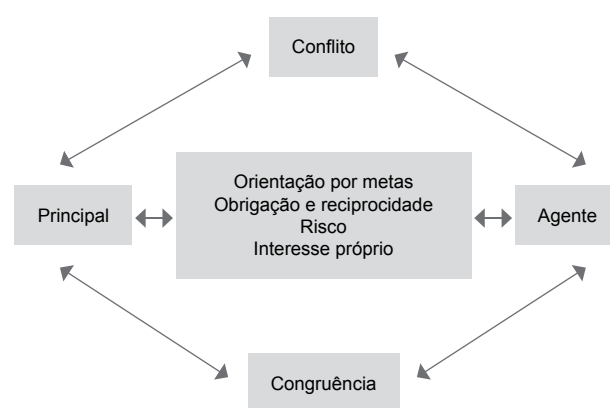 Conflito
Orientação por metas
Obrigação e reciprocidade
Risco
Interesse próprio
Principal
Agente
Congruência